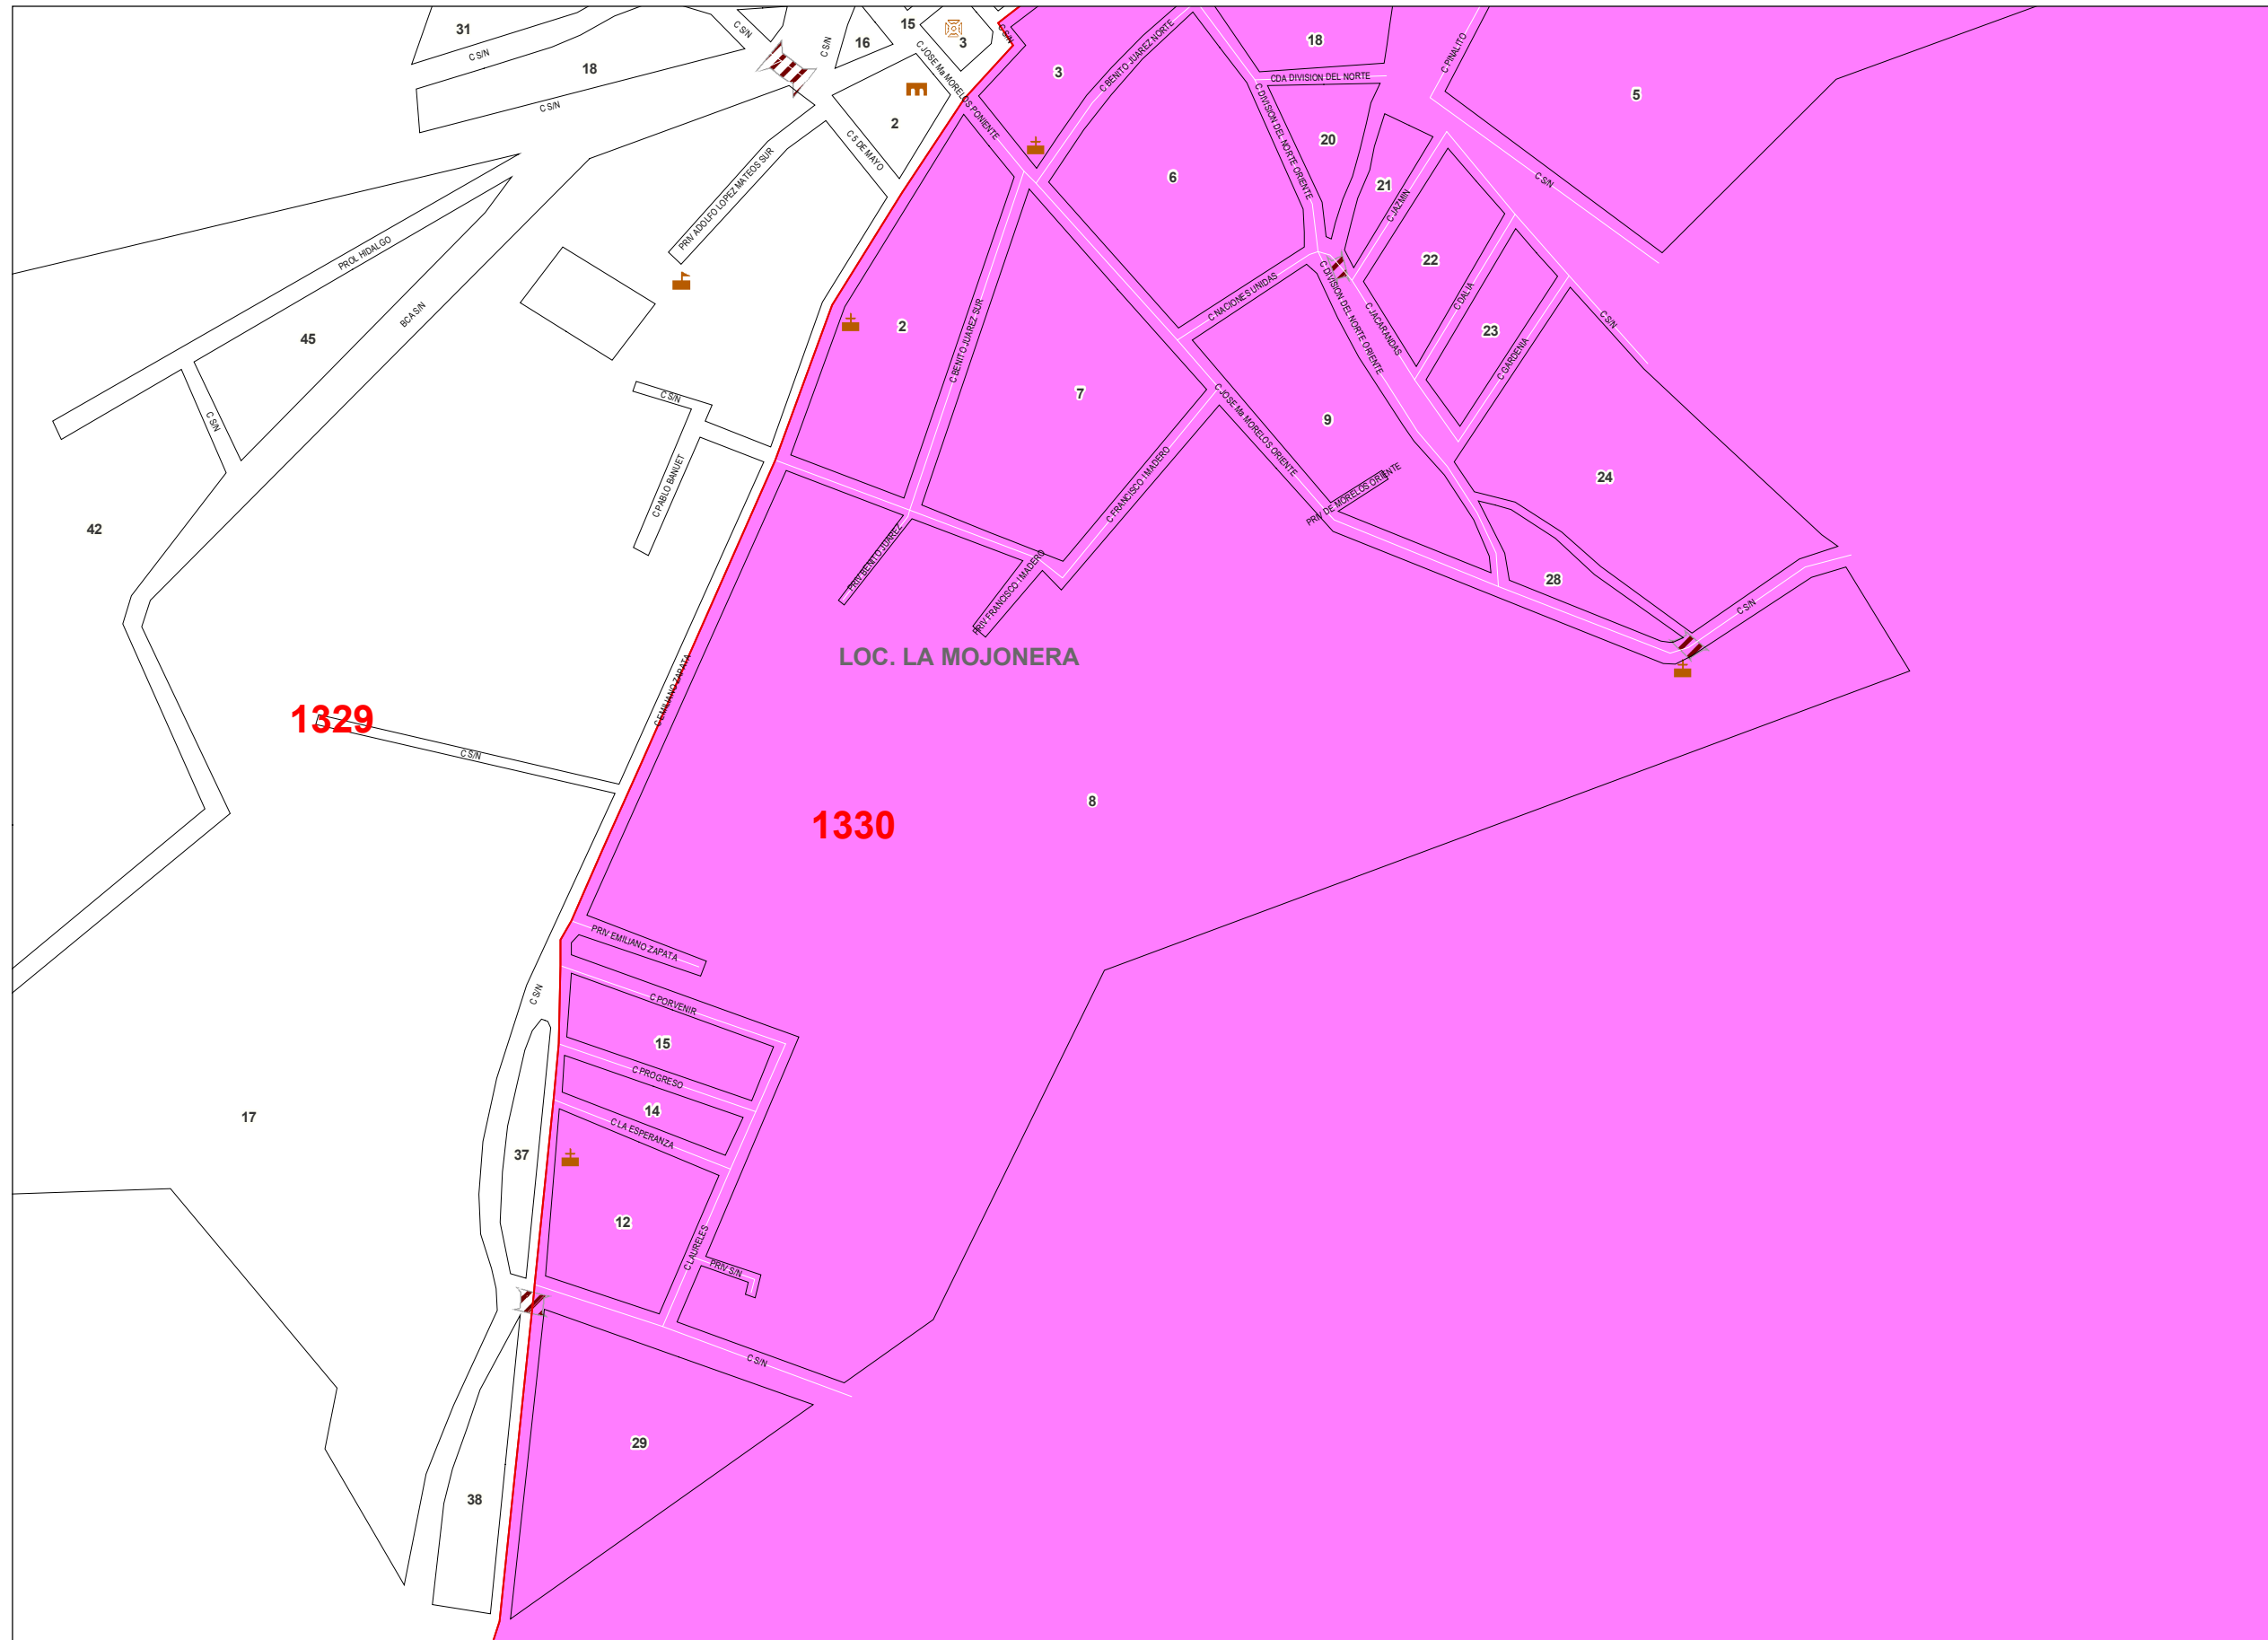 31
C S/N
18
C S/N
C S/N
C S/N
16
15
3
C S/N
C JOSE Ma MORELOS PONIENTE
2
C 5 DE MAYO
PRIV ADOLFO LOPEZ MATEOS SUR
3
C BENITO JUAREZ NORTE
18
CDA DIVISION DEL NORTE
C PINALITO
5
C DIVISION DEL NORTE ORIENTE
20
21
C JAZMIN
C S/N
6
22
C DALIA
23
C GARDENIA
C S/N
C NACIONES UNIDAS
C DIVISION DEL NORTE ORIENTE
C JACARANDAS
PROL HIDALGO
BCA S/N
45
C S/N
C S/N
C PABLO BANUET
42
2
C BENITO JUAREZ SUR
7
C JOSE Ma MORELOS ORIENTE
9
C FRANCISCO I MADERO
PRIV DE MORELOS ORIENTE
24
PRIV BENITO JUAREZ
PRIV FRANCISCO I MADERO
28
C S/N
LOC. LA MOJONERA
C EMILIANO ZAPATA
1329
C S/N
1330
8
PRIV EMILIANO ZAPATA
C S/N
C PORVENIR
15
C PROGRESO
14
C LA ESPERANZA
17
37
12
C LAURELES
PRIV S/N
C S/N
29
38